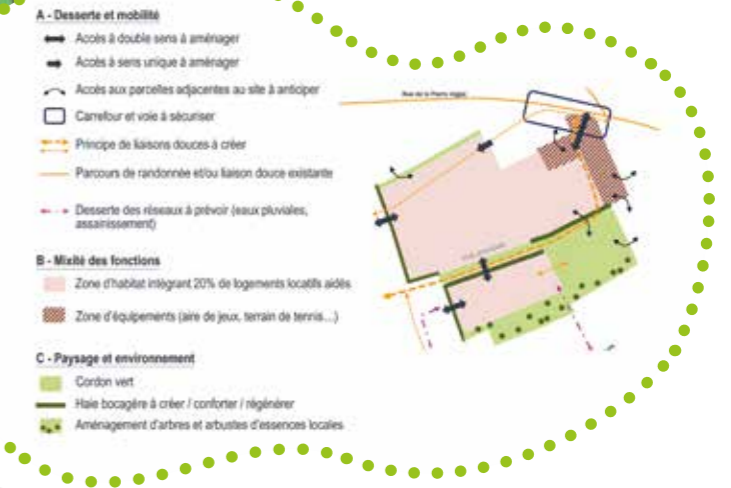 A - Desserte et mobilité
Accès à double sens à aménager
Accès à sens unique à aménager
Accès aux parcelles adjacentes au site à anticiper
Carrefour et voie à sécuriser
Principe de liaisons douces à créer
Parcours de randonnée et/ou liaison douce existante
Desserte des réseaux à prévoir (eaux pluviales,
assainissement)
B - Mixité des fonctions
Zone d'habitat intégrant 20% de logements locatifs aidés
Zone d'équipements (aire de jeux, terrain de tennis…)
C - Paysage et environnement
Cordon vert
Haie bocagère à créer / conforter / régénérer
Aménagement d'arbres et arbustes d'essences locales
Rue de la Pierre